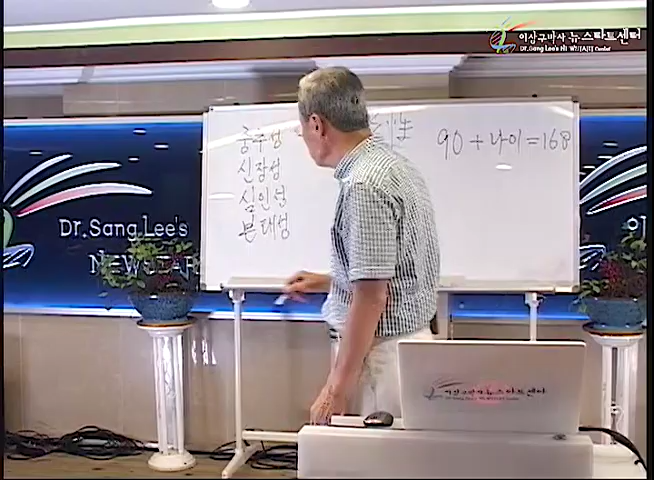 이상구박사 뉴스타트센터
Dr.Sang Lee's NEWSTART Center
90+나이=168
중추성
신장성
심인성
본태성
Dr.Sang Lee's
NEWSTAR
이상구박사 뉴스타트센터